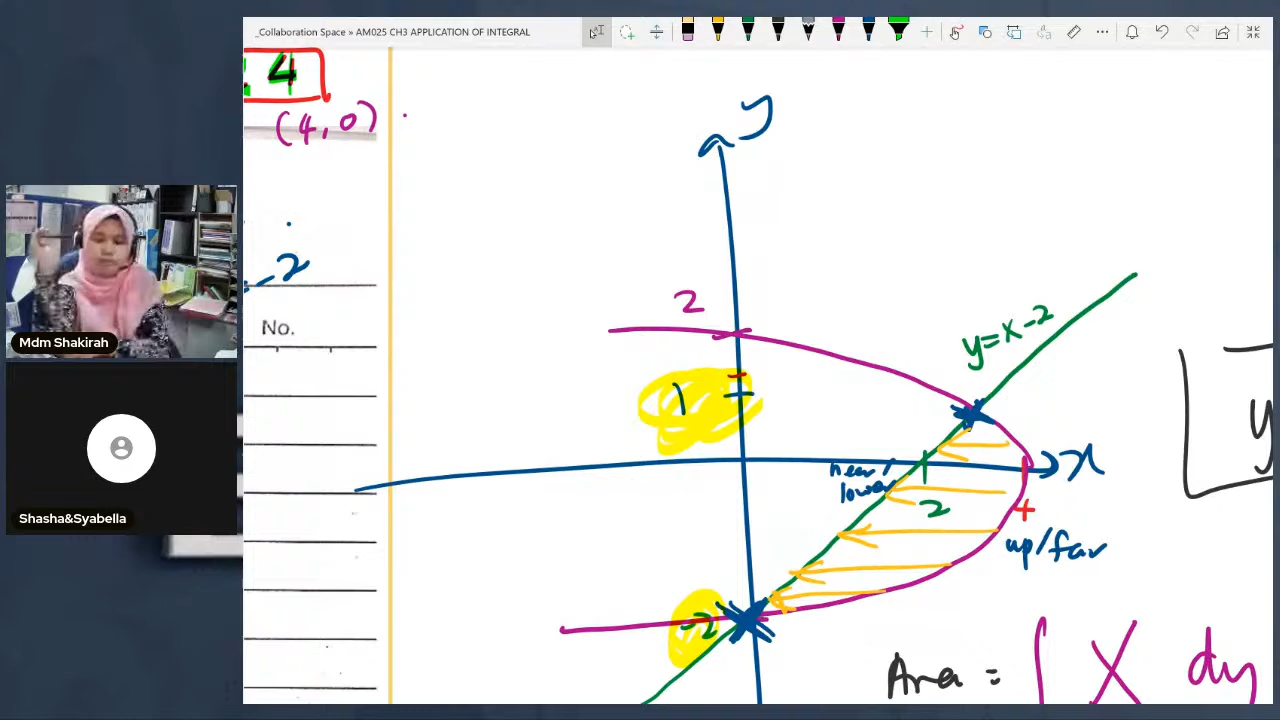 _Collaboration Space » AM025 CH3 APPLICATION OF INTEGRAL
4
(4,0)
-2
No.
Mdm Shakirah
Shasha&Syabella
y
2
1
y=x-2
x
near/
lower
2
up/far
-2
y
Area = ∫ x dy